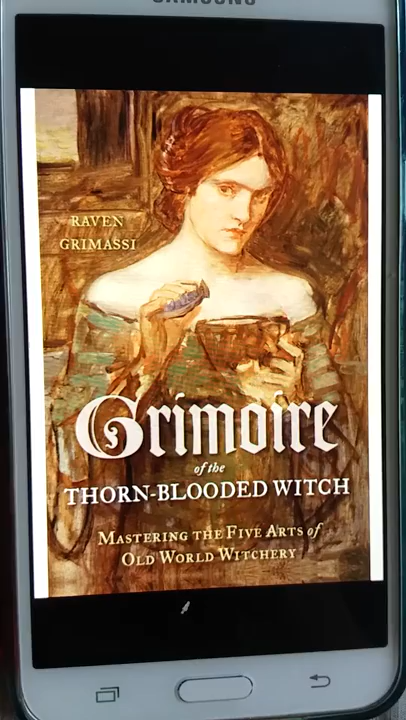 SAMSUNG
RAVEN
GRIMASSI
Grimoire
of the
THORN-BLOODED WITCH
MASTERING THE FIVE ARTS of
OLD WORLD WITCHERY